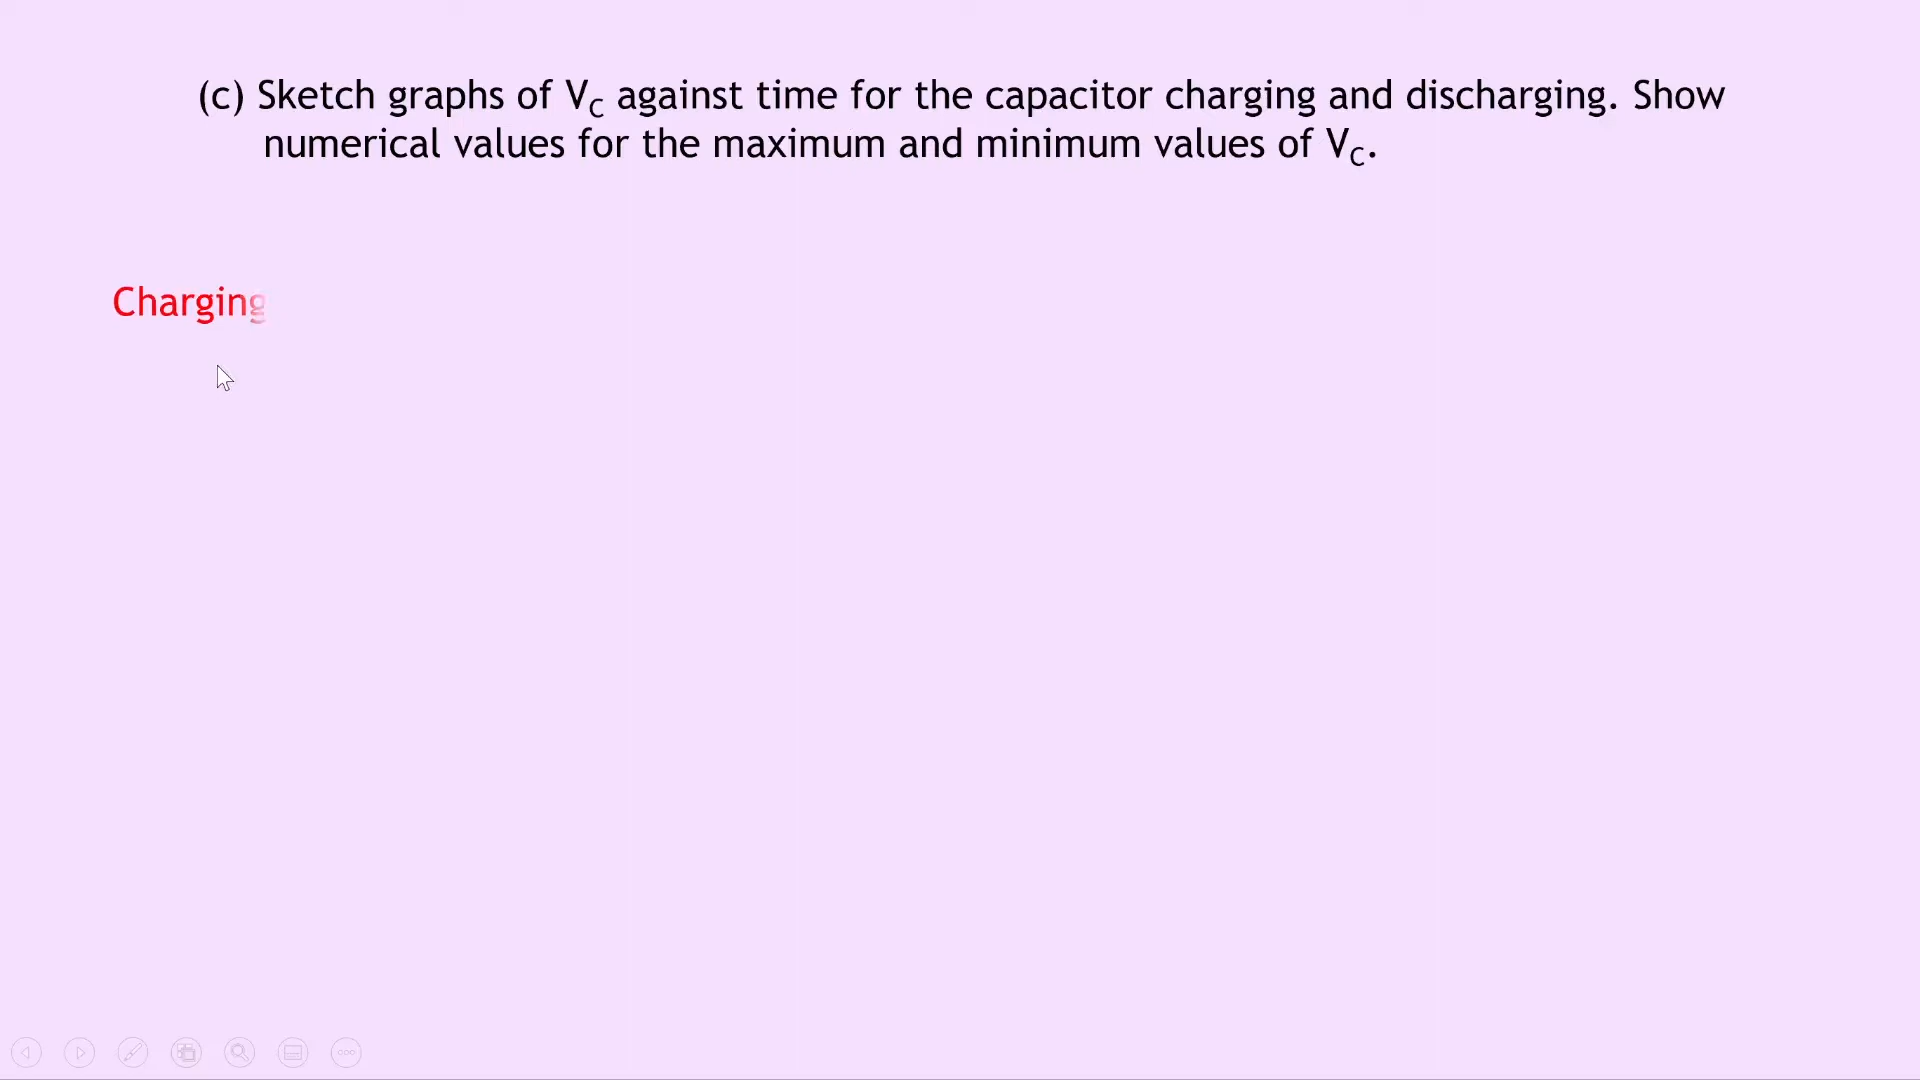 (c) Sketch graphs of V_C against time for the capacitor charging and discharging. Show
numerical values for the maximum and minimum values of V_C.
Charging